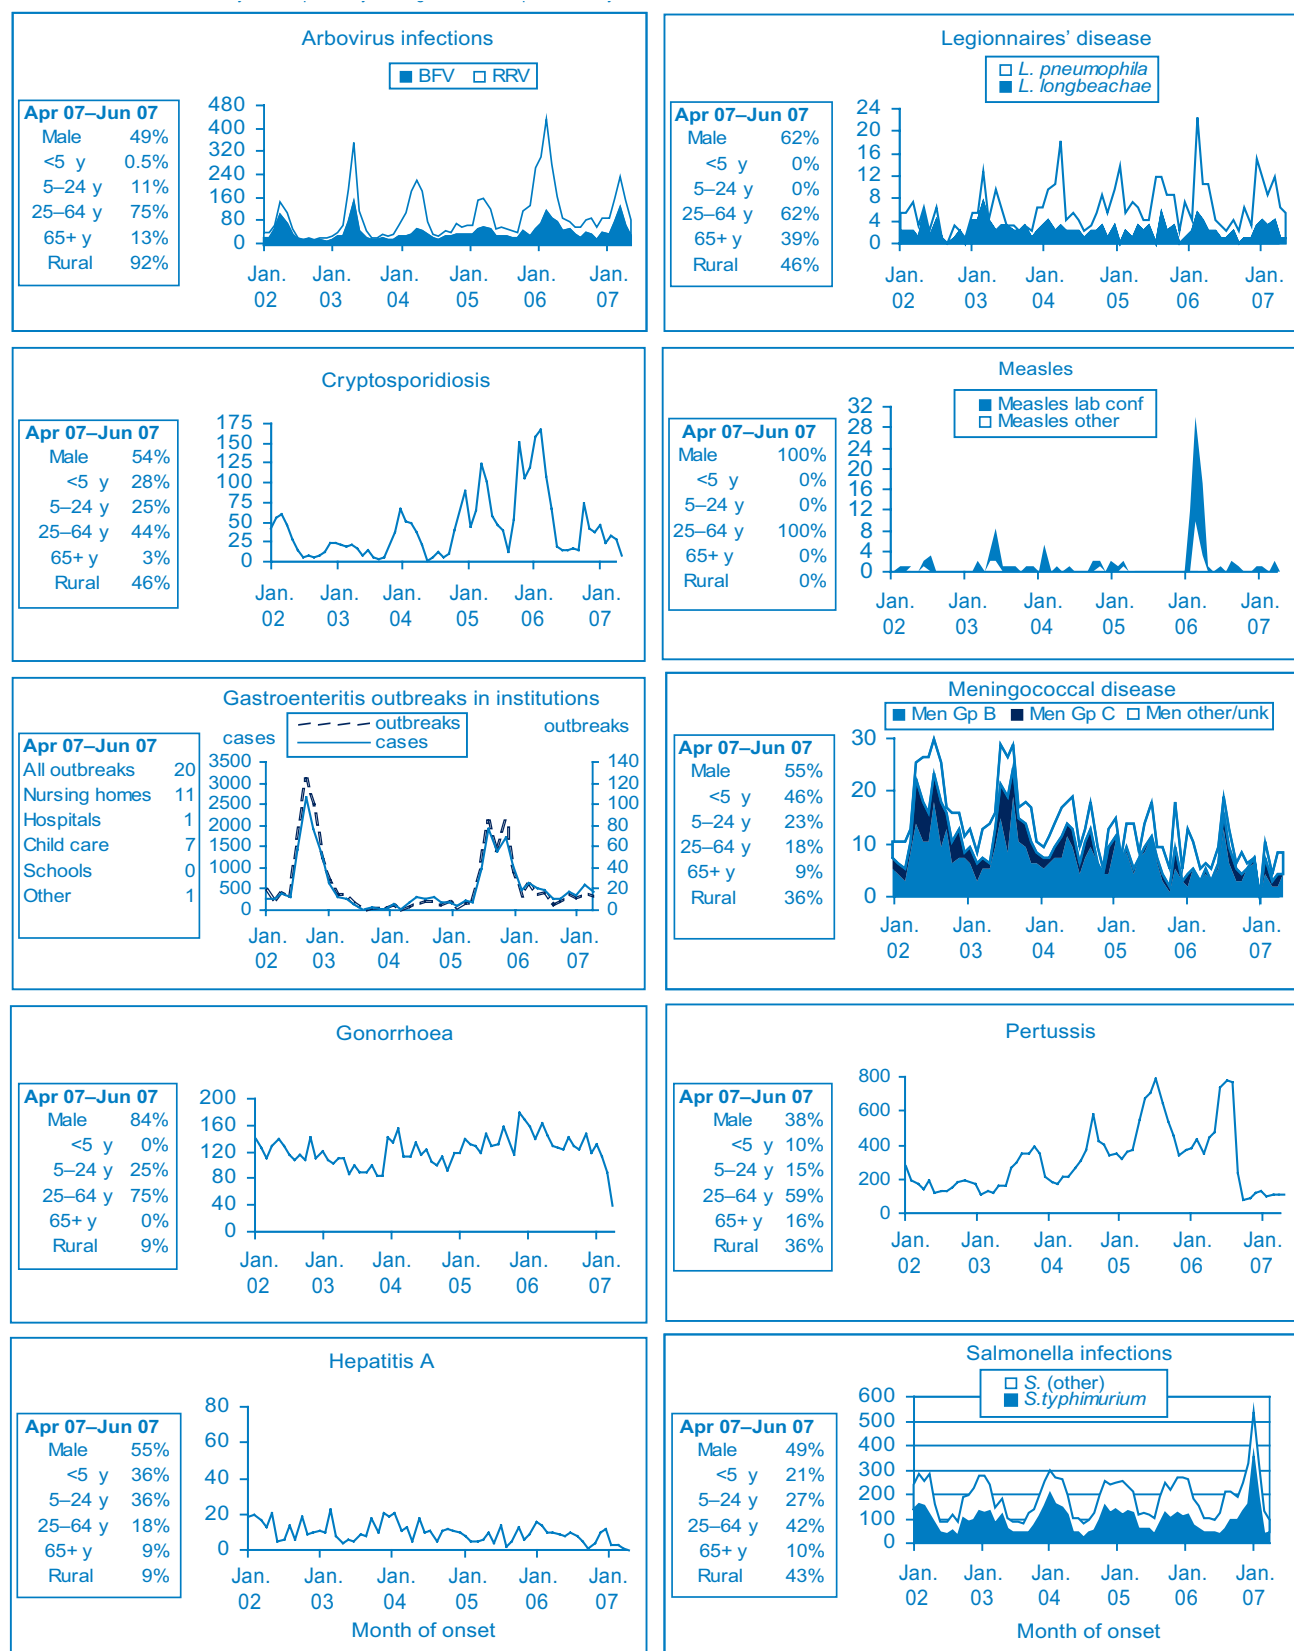 Arbovirus infections
BFV RRV
Apr 07–Jun 07
Male 49%
<5 y 0.5%
5–24 y 11%
25–64 y 75%
65+ y 13%
Rural 92%
480
400
320
240
160
80
0
Jan. Jan. Jan. Jan. Jan. Jan.
02 03 04 05 06 07
Legionnaires’ disease
L. pneumophila
L. longbeachae
Apr 07–Jun 07
Male 62%
<5 y 0%
5–24 y 0%
25–64 y 62%
65+ y 39%
Rural 46%
24
20
16
12
8
4
0
Jan. Jan. Jan. Jan. Jan. Jan.
02 03 04 05 06 07
Cryptosporidiosis
Apr 07–Jun 07
Male 54%
<5 y 28%
5–24 y 25%
25–64 y 44%
65+ y 3%
Rural 46%
175
150
125
100
75
50
25
0
Jan. Jan. Jan. Jan. Jan. Jan.
02 03 04 05 06 07
Measles
Measles lab conf
Measles other
Apr 07–Jun 07
Male 100%
<5 y 0%
5–24 y 0%
25–64 y 100%
65+ y 0%
Rural 0%
32
28
24
20
16
12
8
4
0
Jan. Jan. Jan. Jan. Jan. Jan.
02 03 04 05 06 07
Gastroenteritis outbreaks in institutions
outbreaks
cases
cases
outbreaks
Apr 07–Jun 07
All outbreaks 20
Nursing homes 11
Hospitals 1
Child care 7
Schools 0
Other 1
3500
3000
2500
2000
1500
1000
500
0
140
120
100
80
60
40
20
0
Jan. Jan. Jan. Jan. Jan. Jan.
02 03 04 05 06 07
Meningococcal disease
Men Gp B Men Gp C Men other/unk
Apr 07–Jun 07
Male 55%
<5 y 46%
5–24 y 23%
25–64 y 18%
65+ y 9%
Rural 36%
30
20
10
0
Jan. Jan. Jan. Jan. Jan. Jan.
02 03 04 05 06 07
Gonorrhoea
Apr 07–Jun 07
Male 84%
<5 y 0%
5–24 y 25%
25–64 y 75%
65+ y 0%
Rural 9%
200
160
120
80
40
0
Jan. Jan. Jan. Jan. Jan. Jan.
02 03 04 05 06 07
Pertussis
Apr 07–Jun 07
Male 38%
<5 y 10%
5–24 y 15%
25–64 y 59%
65+ y 16%
Rural 36%
800
600
400
200
0
Jan. Jan. Jan. Jan. Jan. Jan.
02 03 04 05 06 07
Hepatitis A
Apr 07–Jun 07
Male 55%
<5 y 36%
5–24 y 36%
25–64 y 18%
65+ y 9%
Rural 9%
80
60
40
20
0
Jan. Jan. Jan. Jan. Jan. Jan.
02 03 04 05 06 07
Month of onset
Salmonella infections
S. (other)
S.typhimurium
Apr 07–Jun 07
Male 49%
<5 y 21%
5–24 y 27%
25–64 y 42%
65+ y 10%
Rural 43%
600
500
400
300
200
100
0
Jan. Jan. Jan. Jan. Jan. Jan.
02 03 04 05 06 07
Month of onset